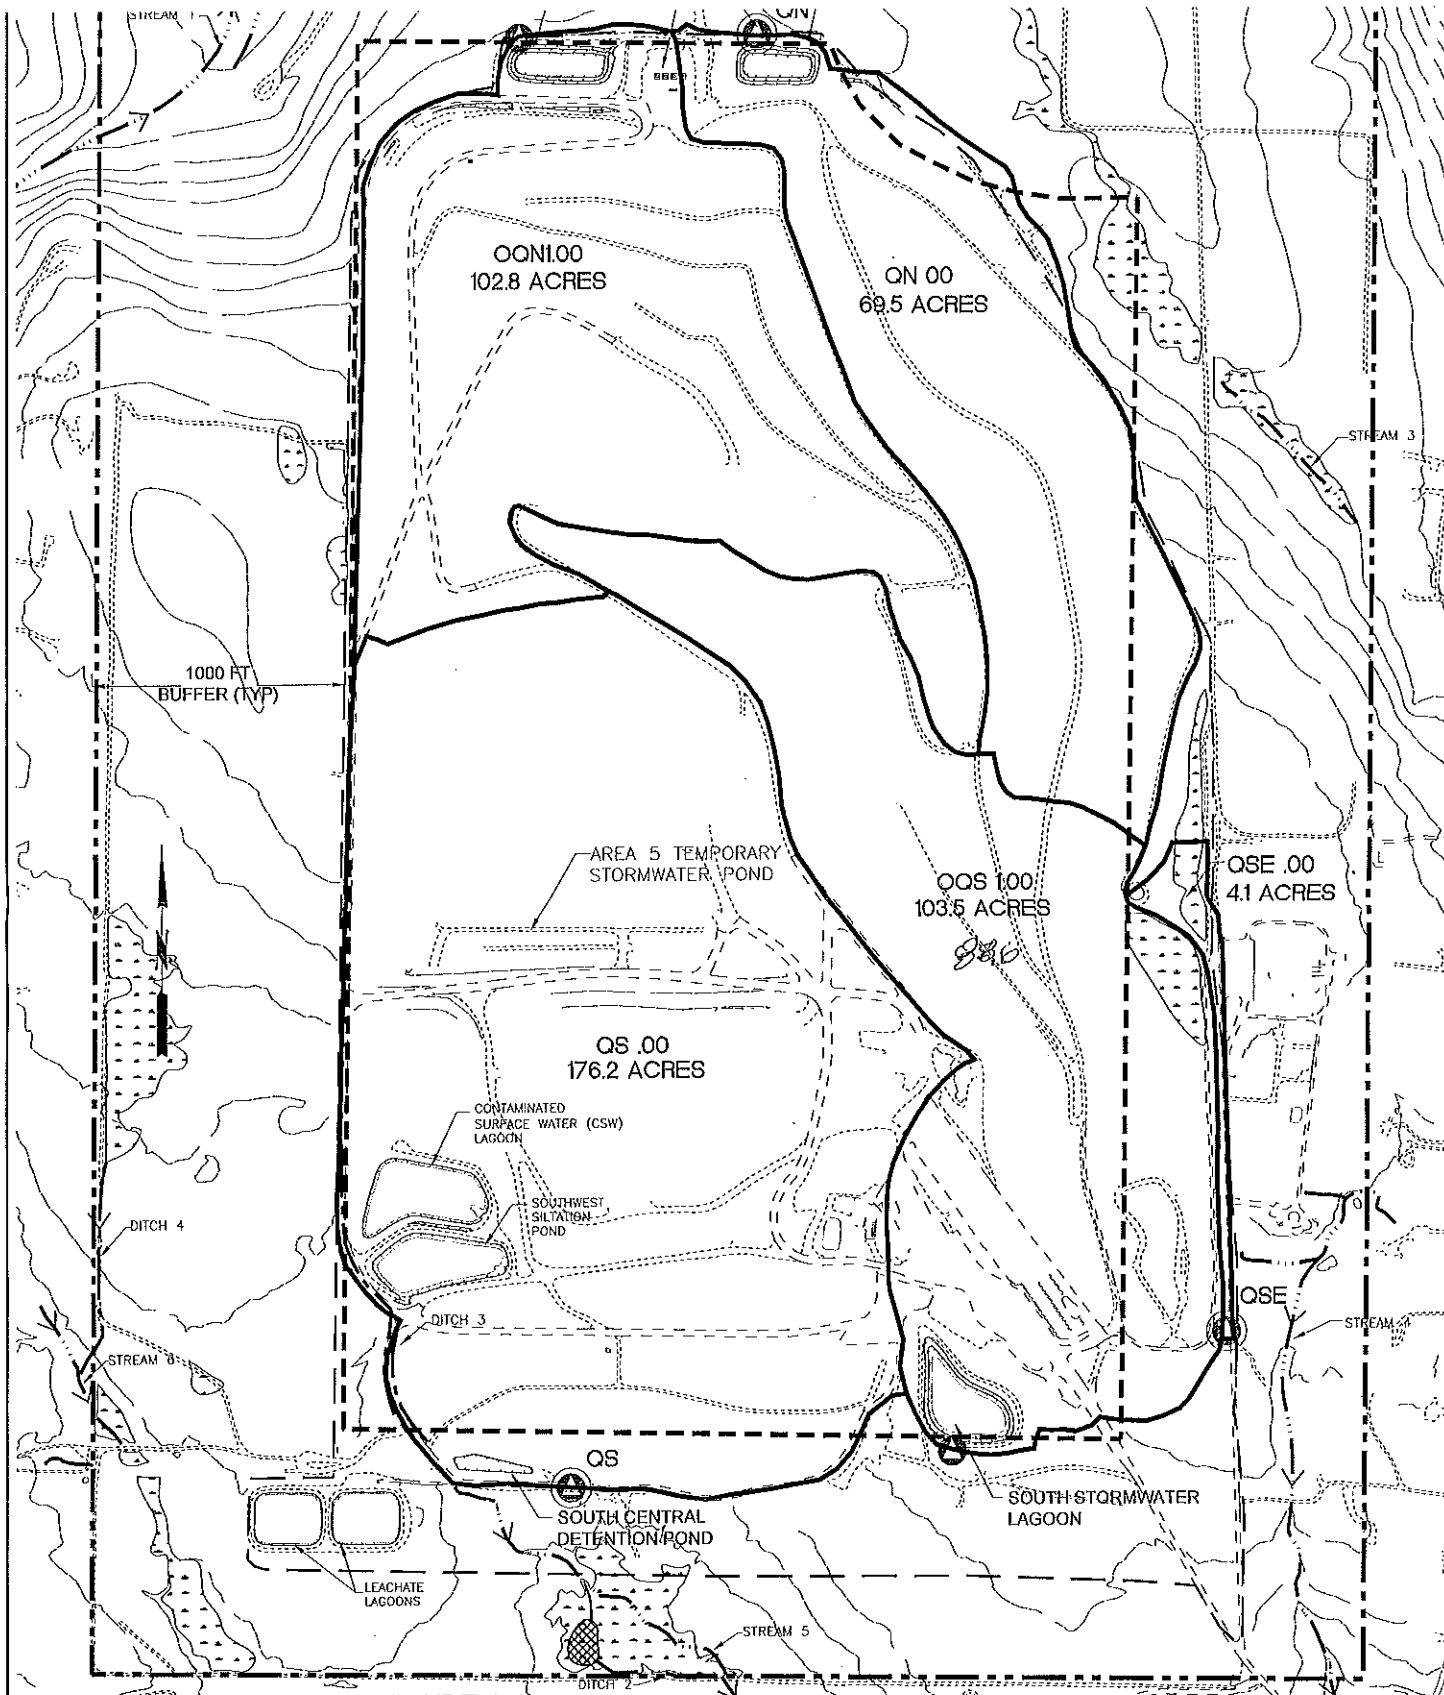 STREAM 1
QN
OQN1.00
102.8 ACRES
QN 00
69.5 ACRES
STREAM 3
1000 FT
BUFFER (TYP)
AREA 5 TEMPORARY
STORMWATER POND
OQS 1.00
103.5 ACRES
QSE .00
4.1 ACRES
QS .00
176.2 ACRES
CONTAMINATED
SURFACE WATER (CSW)
LAGOON
SOUTHWEST
SILTATION
POND
DITCH 4
DITCH 3
QSE
STREAM 4
STREAM 6
QS
SOUTH CENTRAL
DETENTION POND
SOUTH STORMWATER
LAGOON
LEACHATE
LAGOONS
STREAM 5
DITCH 2